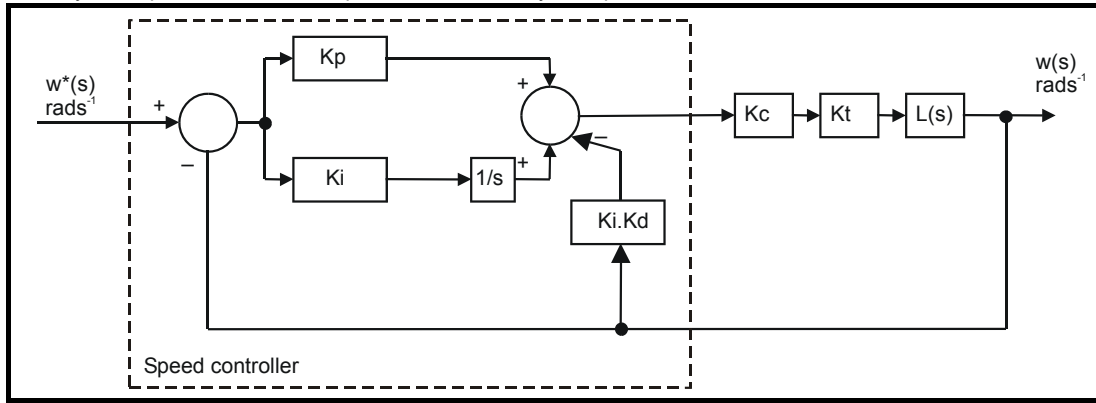 Kp
w*(s)
rads⁻¹
+
+
w(s)
rads⁻¹
Kc
Kt
L(s)
–
–
+
Ki
1/s
Ki.Kd
Speed controller